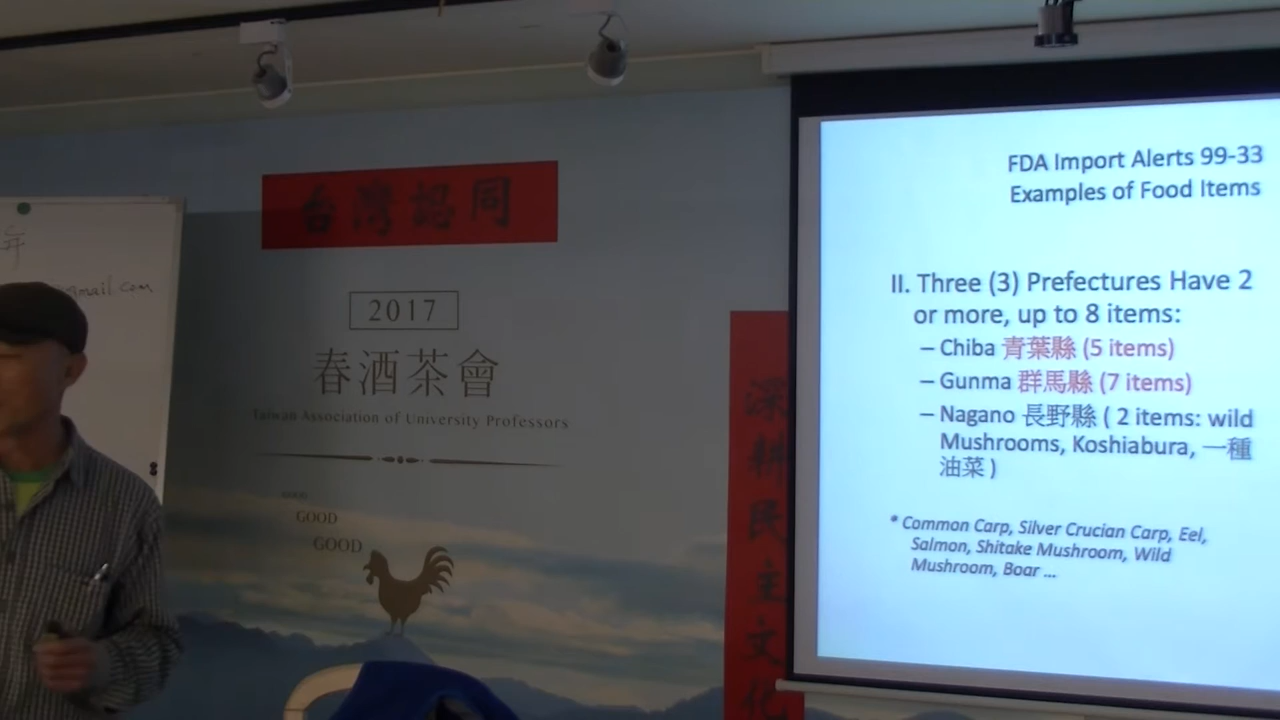 gmail.com
台灣認同
2017
春酒茶會
Taiwan Association of University Professors
GOOD
GOOD
深耕民主文化
FDA Import Alerts 99-33
Examples of Food Items
II. Three (3) Prefectures Have 2
or more, up to 8 items:
– Chiba 青葉縣 (5 items)
– Gunma 群馬縣 (7 items)
– Nagano 長野縣 ( 2 items: wild
Mushrooms, Koshiabura, 一種
油菜 )
* Common Carp, Silver Crucian Carp, Eel,
Salmon, Shitake Mushroom, Wild
Mushroom, Boar ...